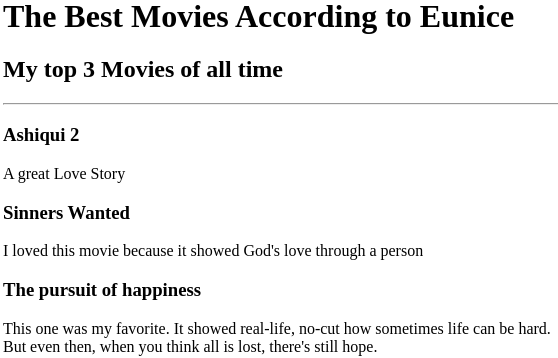 The Best Movies According to Eunice
My top 3 Movies of all time
Ashiqui 2
A great Love Story
Sinners Wanted
I loved this movie because it showed God's love through a person
The pursuit of happiness
This one was my favorite. It showed real-life, no-cut how sometimes life can be hard.
But even then, when you think all is lost, there's still hope.